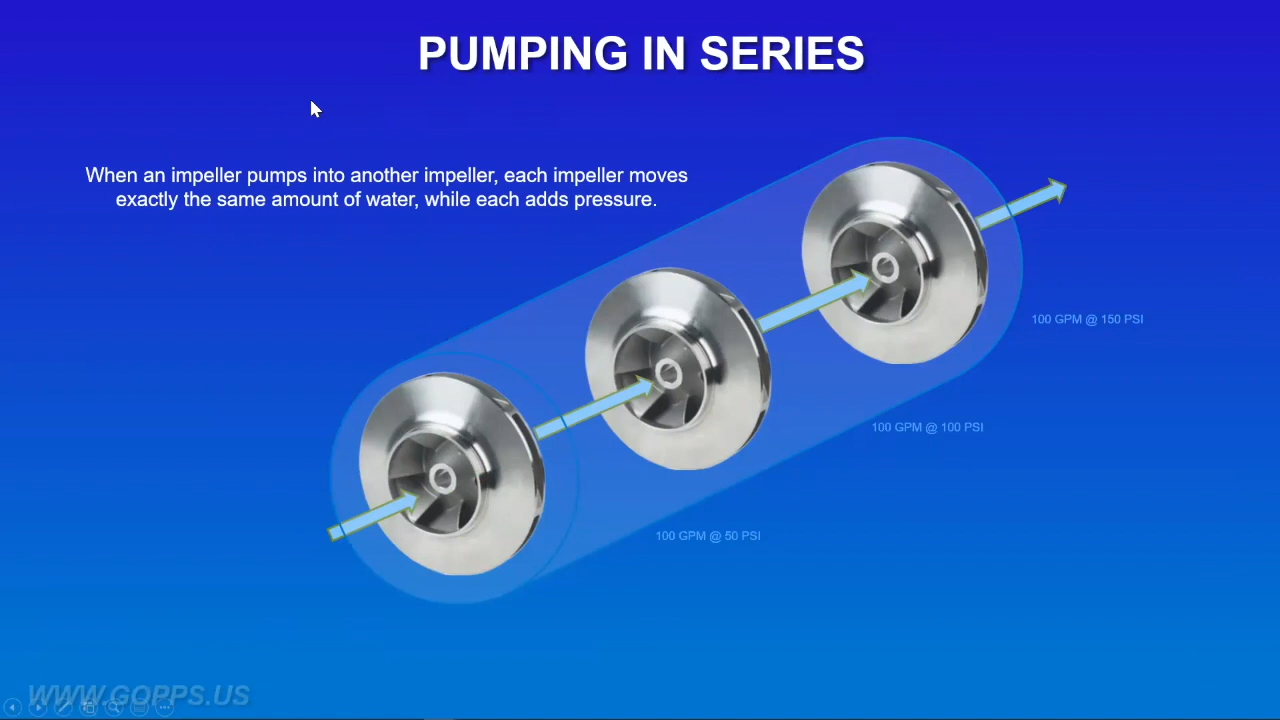 PUMPING IN SERIES
When an impeller pumps into another impeller, each impeller moves
exactly the same amount of water, while each adds pressure.
100 GPM @ 150 PSI
100 GPM @ 100 PSI
100 GPM @ 50 PSI
WWW.GOPPS.US